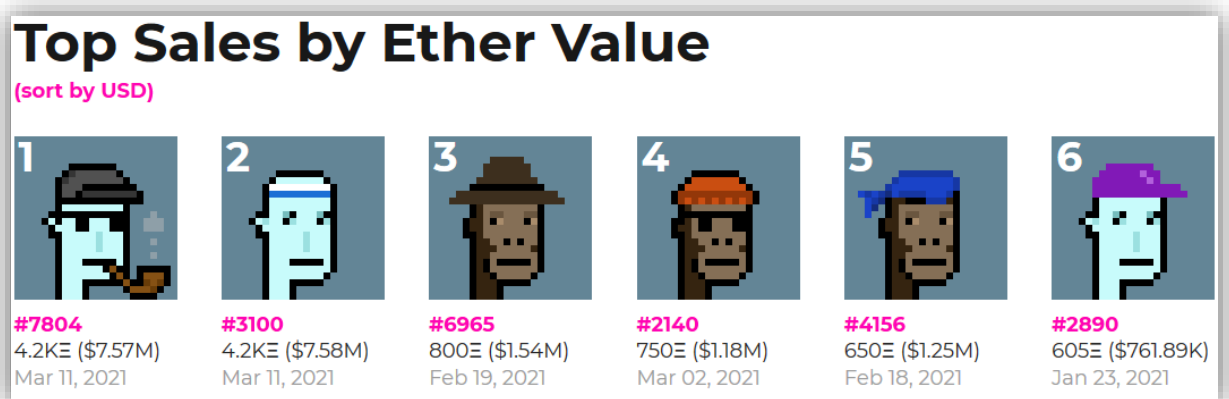 Top Sales by Ether Value
(sort by USD)
1 2 3 4 5 6
#7804 #3100 #6965 #2140 #4156 #2890
4.2KΞ ($7.57M) 4.2KΞ ($7.58M) 800Ξ ($1.54M) 750Ξ ($1.18M) 650Ξ ($1.25M) 605Ξ ($761.89K)
Mar 11, 2021 Mar 11, 2021 Feb 19, 2021 Mar 02, 2021 Feb 18, 2021 Jan 23, 2021